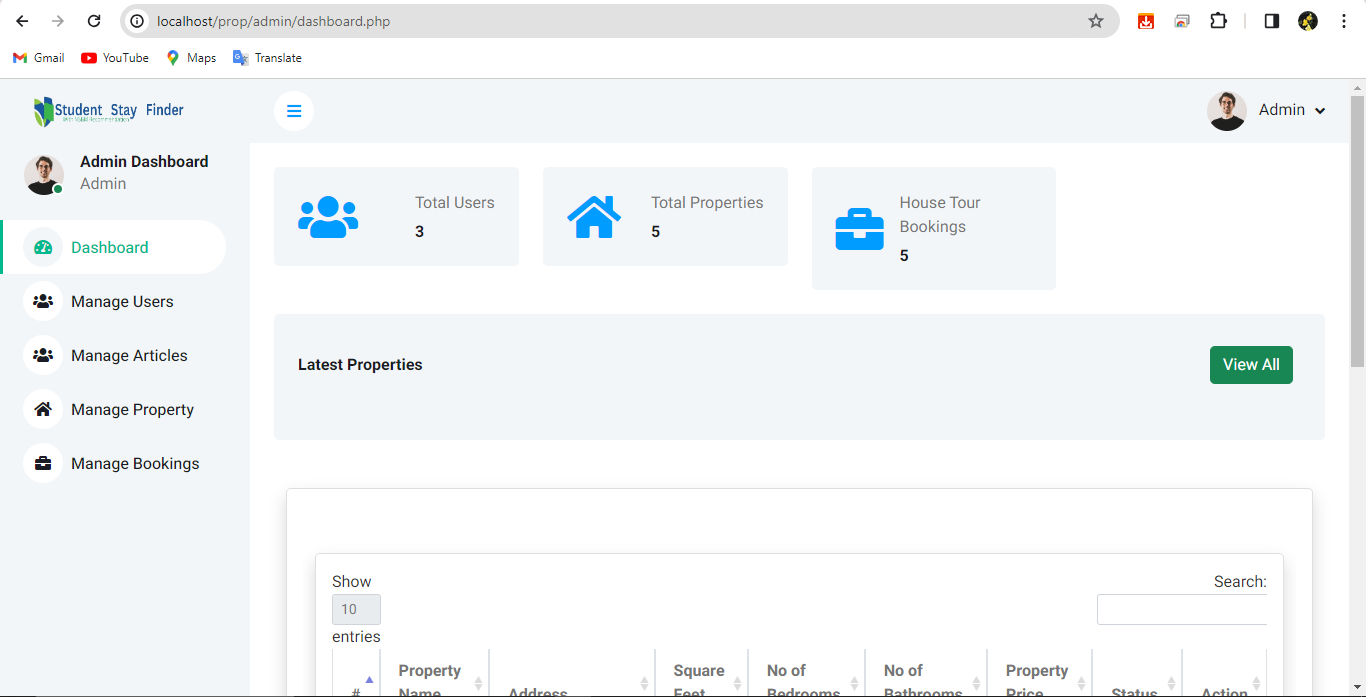 localhost/prop/admin/dashboard.php
Gmail YouTube Maps Translate
Student Stay Finder
Admin
Admin Dashboard
Admin
Dashboard
Manage Users
Manage Articles
Manage Property
Manage Bookings
Total Users
3
Total Properties
5
House Tour
Bookings
5
Latest Properties
View All
Show
10
entries
Search:
#
Property
Name
Address
Square
Feet
No of
Bedrooms
No of
Bathrooms
Property
Price
Status
Action